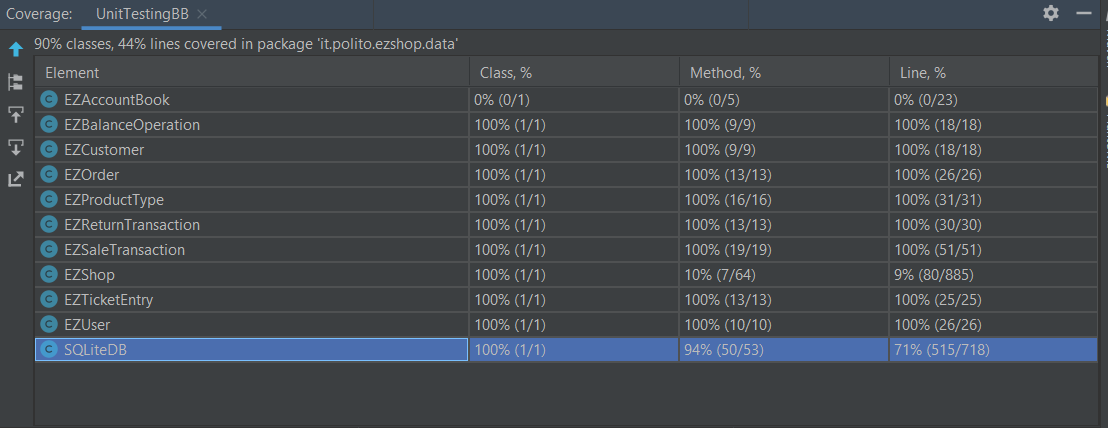 Coverage: UnitTestingBB
90% classes, 44% lines covered in package 'it.polito.ezshop.data'
Element Class, % Method, % Line, %
C EZAccountBook 0% (0/1) 0% (0/5) 0% (0/23)
C EZBalanceOperation 100% (1/1) 100% (9/9) 100% (18/18)
C EZCustomer 100% (1/1) 100% (9/9) 100% (18/18)
C EZOrder 100% (1/1) 100% (13/13) 100% (26/26)
C EZProductType 100% (1/1) 100% (16/16) 100% (31/31)
C EZReturnTransaction 100% (1/1) 100% (13/13) 100% (30/30)
C EZSaleTransaction 100% (1/1) 100% (19/19) 100% (51/51)
C EZShop 100% (1/1) 10% (7/64) 9% (80/885)
C EZTicketEntry 100% (1/1) 100% (13/13) 100% (25/25)
C EZUser 100% (1/1) 100% (10/10) 100% (26/26)
C SQLiteDB 100% (1/1) 94% (50/53) 71% (515/718)